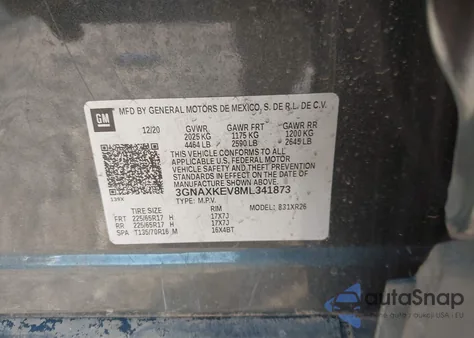 GM
MFD BY GENERAL MOTORS DE MEXICO, S. DE R.L. DE C.V.
12/20 GVWR GAWR FRT GAWR RR
2025 KG 1175 KG 1200 KG
4464 LB 2590 LB 2645 LB
THIS VEHICLE CONFORMS TO ALL APPLICABLE
U.S. FEDERAL MOTOR VEHICLE SAFETY, BUMPER, AND THEFT PREVENTION
STANDARDS IN EFFECT ON THE DATE OF
MANUFACTURE SHOWN ABOVE.
3GNAXKEV8ML341873
TYPE: M.P.V. MODEL: 831XR26
TIRE SIZE RIM
FRT 225/65R17 H 17X7J
RR 225/65R17 H 17X7J
SPA T135/70R16 M 16X4BT
autoSnap